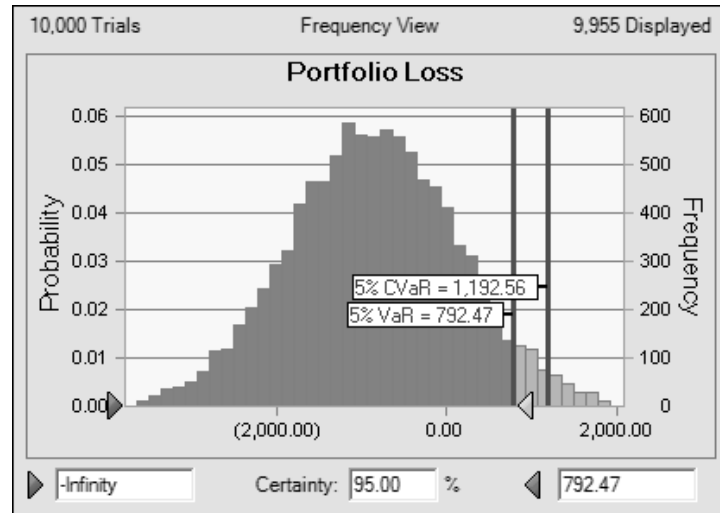 10,000 Trials Frequency View 9,955 Displayed
Portfolio Loss
0.06 600
0.05 500
0.04 400
0.03 300
0.02 200
0.01 100
0.00 0
Probability
Frequency
5% CVaR = 1,192.56
5% VaR = 792.47
(2,000.00) 0.00 2,000.00
-Infinity Certainty: 95.00 % 792.47